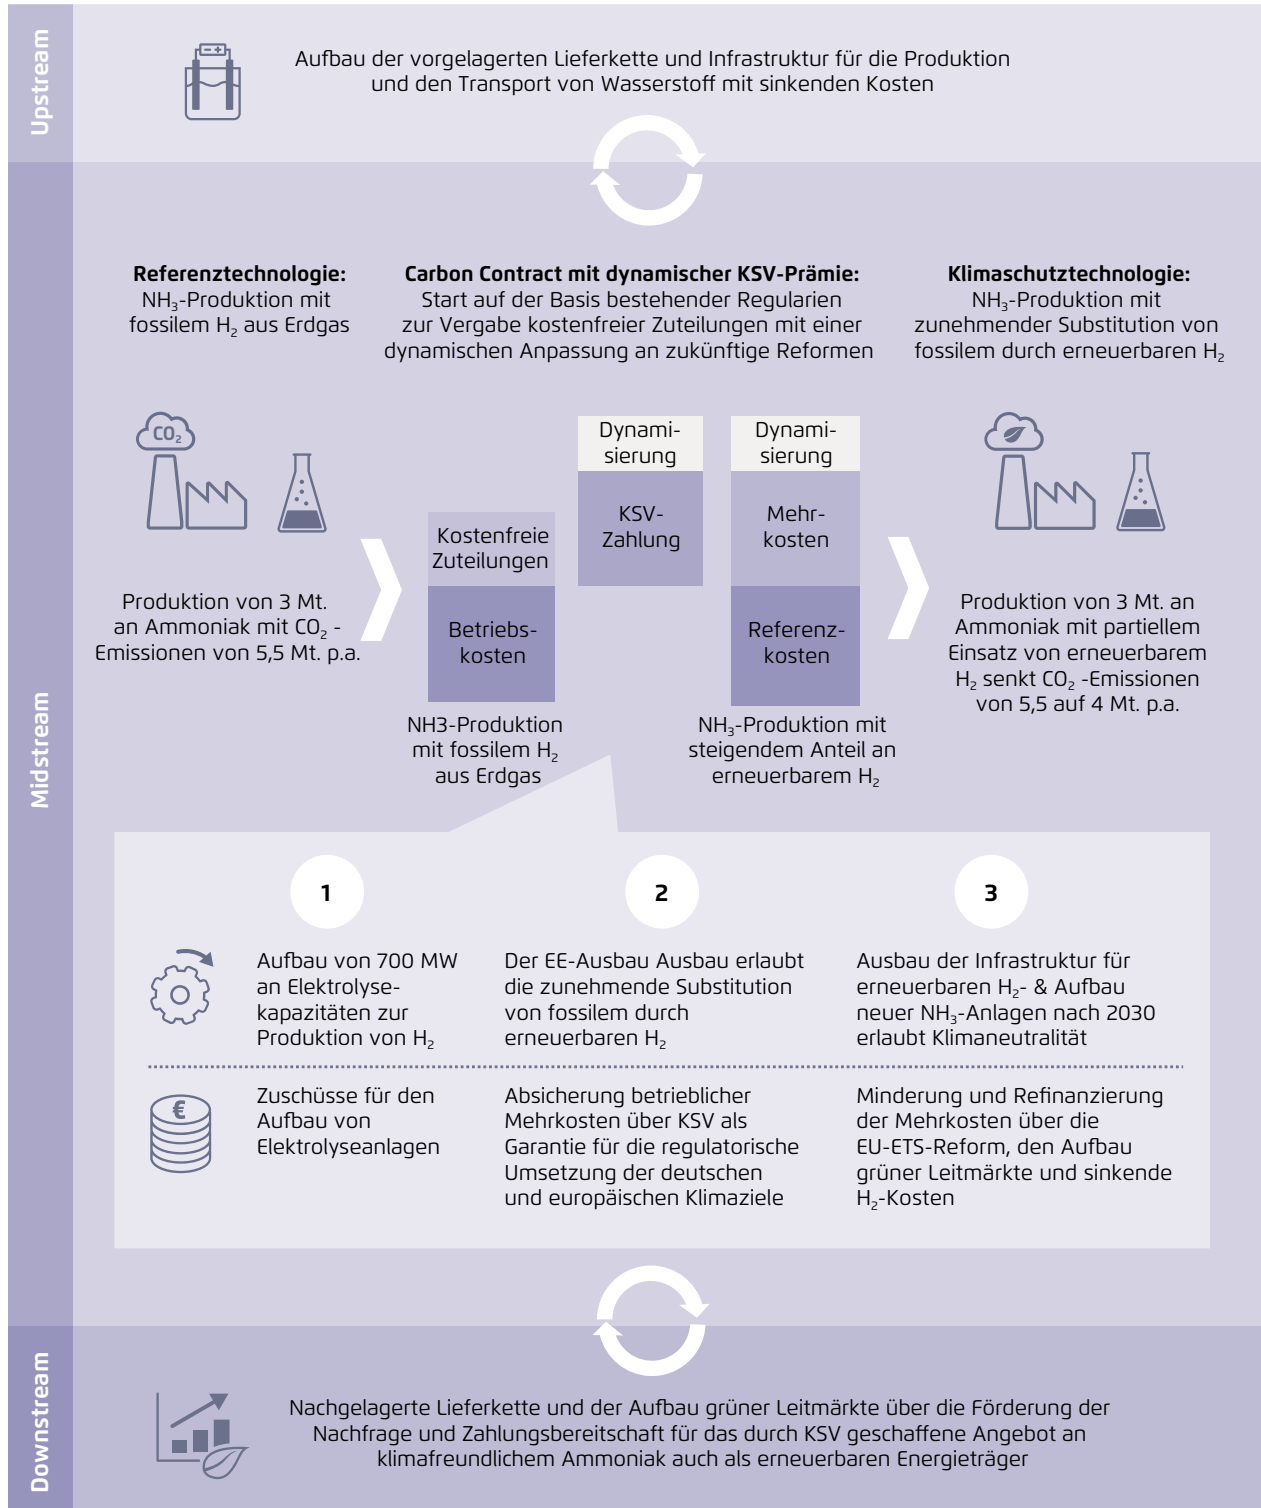 Upstream
Aufbau der vorgelagerten Lieferkette und Infrastruktur für die Produktion
und den Transport von Wasserstoff mit sinkenden Kosten
Midstream
Referenztechnologie:
NH₃-Produktion mit
fossilem H₂ aus Erdgas
Carbon Contract mit dynamischer KSV-Prämie:
Start auf der Basis bestehender Regularien
zur Vergabe kostenfreier Zuteilungen mit einer
dynamischen Anpassung an zukünftige Reformen
Klimaschutztechnologie:
NH₃-Produktion mit
zunehmender Substitution von
fossilem durch erneuerbaren H₂
CO₂
Produktion von 3 Mt.
an Ammoniak mit CO₂ -
Emissionen von 5,5 Mt. p.a.
Kostenfreie
Zuteilungen
Betriebs-
kosten
NH3-Produktion
mit fossilem H₂
aus Erdgas
Dynami-
sierung
KSV-
Zahlung
Dynami-
sierung
Mehr-
kosten
Referenz-
kosten
NH₃-Produktion mit
steigendem Anteil an
erneuerbarem H₂
Produktion von 3 Mt. an
Ammoniak mit partiellem
Einsatz von erneuerbarem
H₂ senkt CO₂ -Emissionen
von 5,5 auf 4 Mt. p.a.
1
2
3
Aufbau von 700 MW
an Elektrolyse-
kapazitäten zur
Produktion von H₂
Der EE-Ausbau Ausbau erlaubt
die zunehmende Substitution
von fossilem durch
erneuerbaren H₂
Ausbau der Infrastruktur für
erneuerbaren H₂- & Aufbau
neuer NH₃-Anlagen nach 2030
erlaubt Klimaneutralität
€
Zuschüsse für den
Aufbau von
Elektrolyseanlagen
Absicherung betrieblicher
Mehrkosten über KSV als
Garantie für die regulatorische
Umsetzung der deutschen
und europäischen Klimaziele
Minderung und Refinanzierung
der Mehrkosten über die
EU-ETS-Reform, den Aufbau
grüner Leitmärkte und sinkende
H₂-Kosten
Downstream
Nachgelagerte Lieferkette und der Aufbau grüner Leitmärkte über die Förderung der
Nachfrage und Zahlungsbereitschaft für das durch KSV geschaffene Angebot an
klimafreundlichem Ammoniak auch als erneuerbaren Energieträger